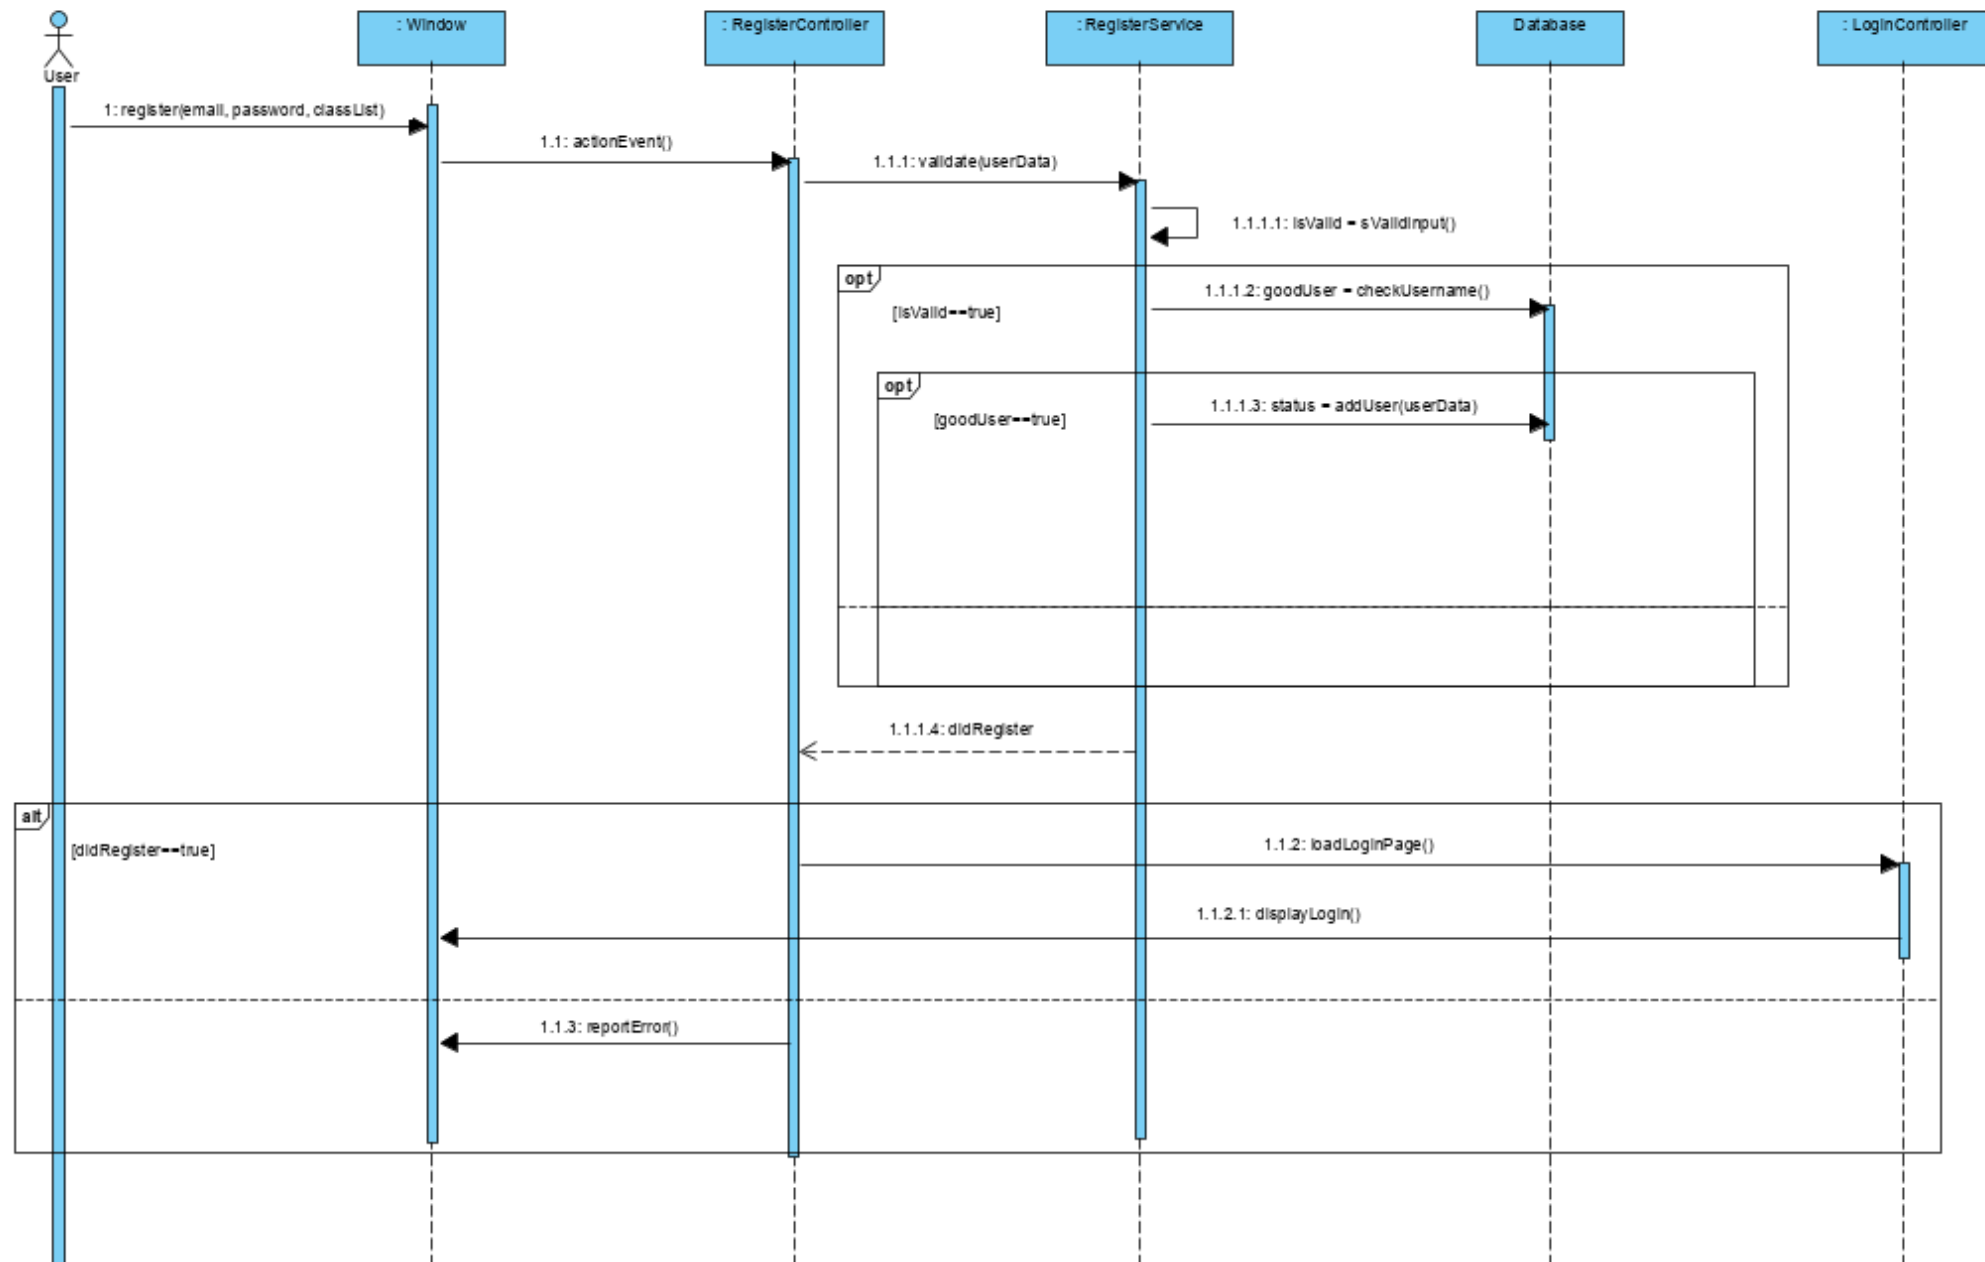 User
: Window
: RegisterController
: RegisterService
Database
: LoginController
1: register(email, password, classList)
1.1: actionEvent()
1.1.1: validate(userData)
1.1.1.1: isValid = sValidInput()
opt
[isValid==true]
1.1.1.2: goodUser = checkUsername()
opt
[goodUser==true]
1.1.1.3: status = addUser(userData)
1.1.1.4: didRegister
alt
[didRegister==true]
1.1.2: loadLoginPage()
1.1.2.1: displayLogin()
1.1.3: reportError()